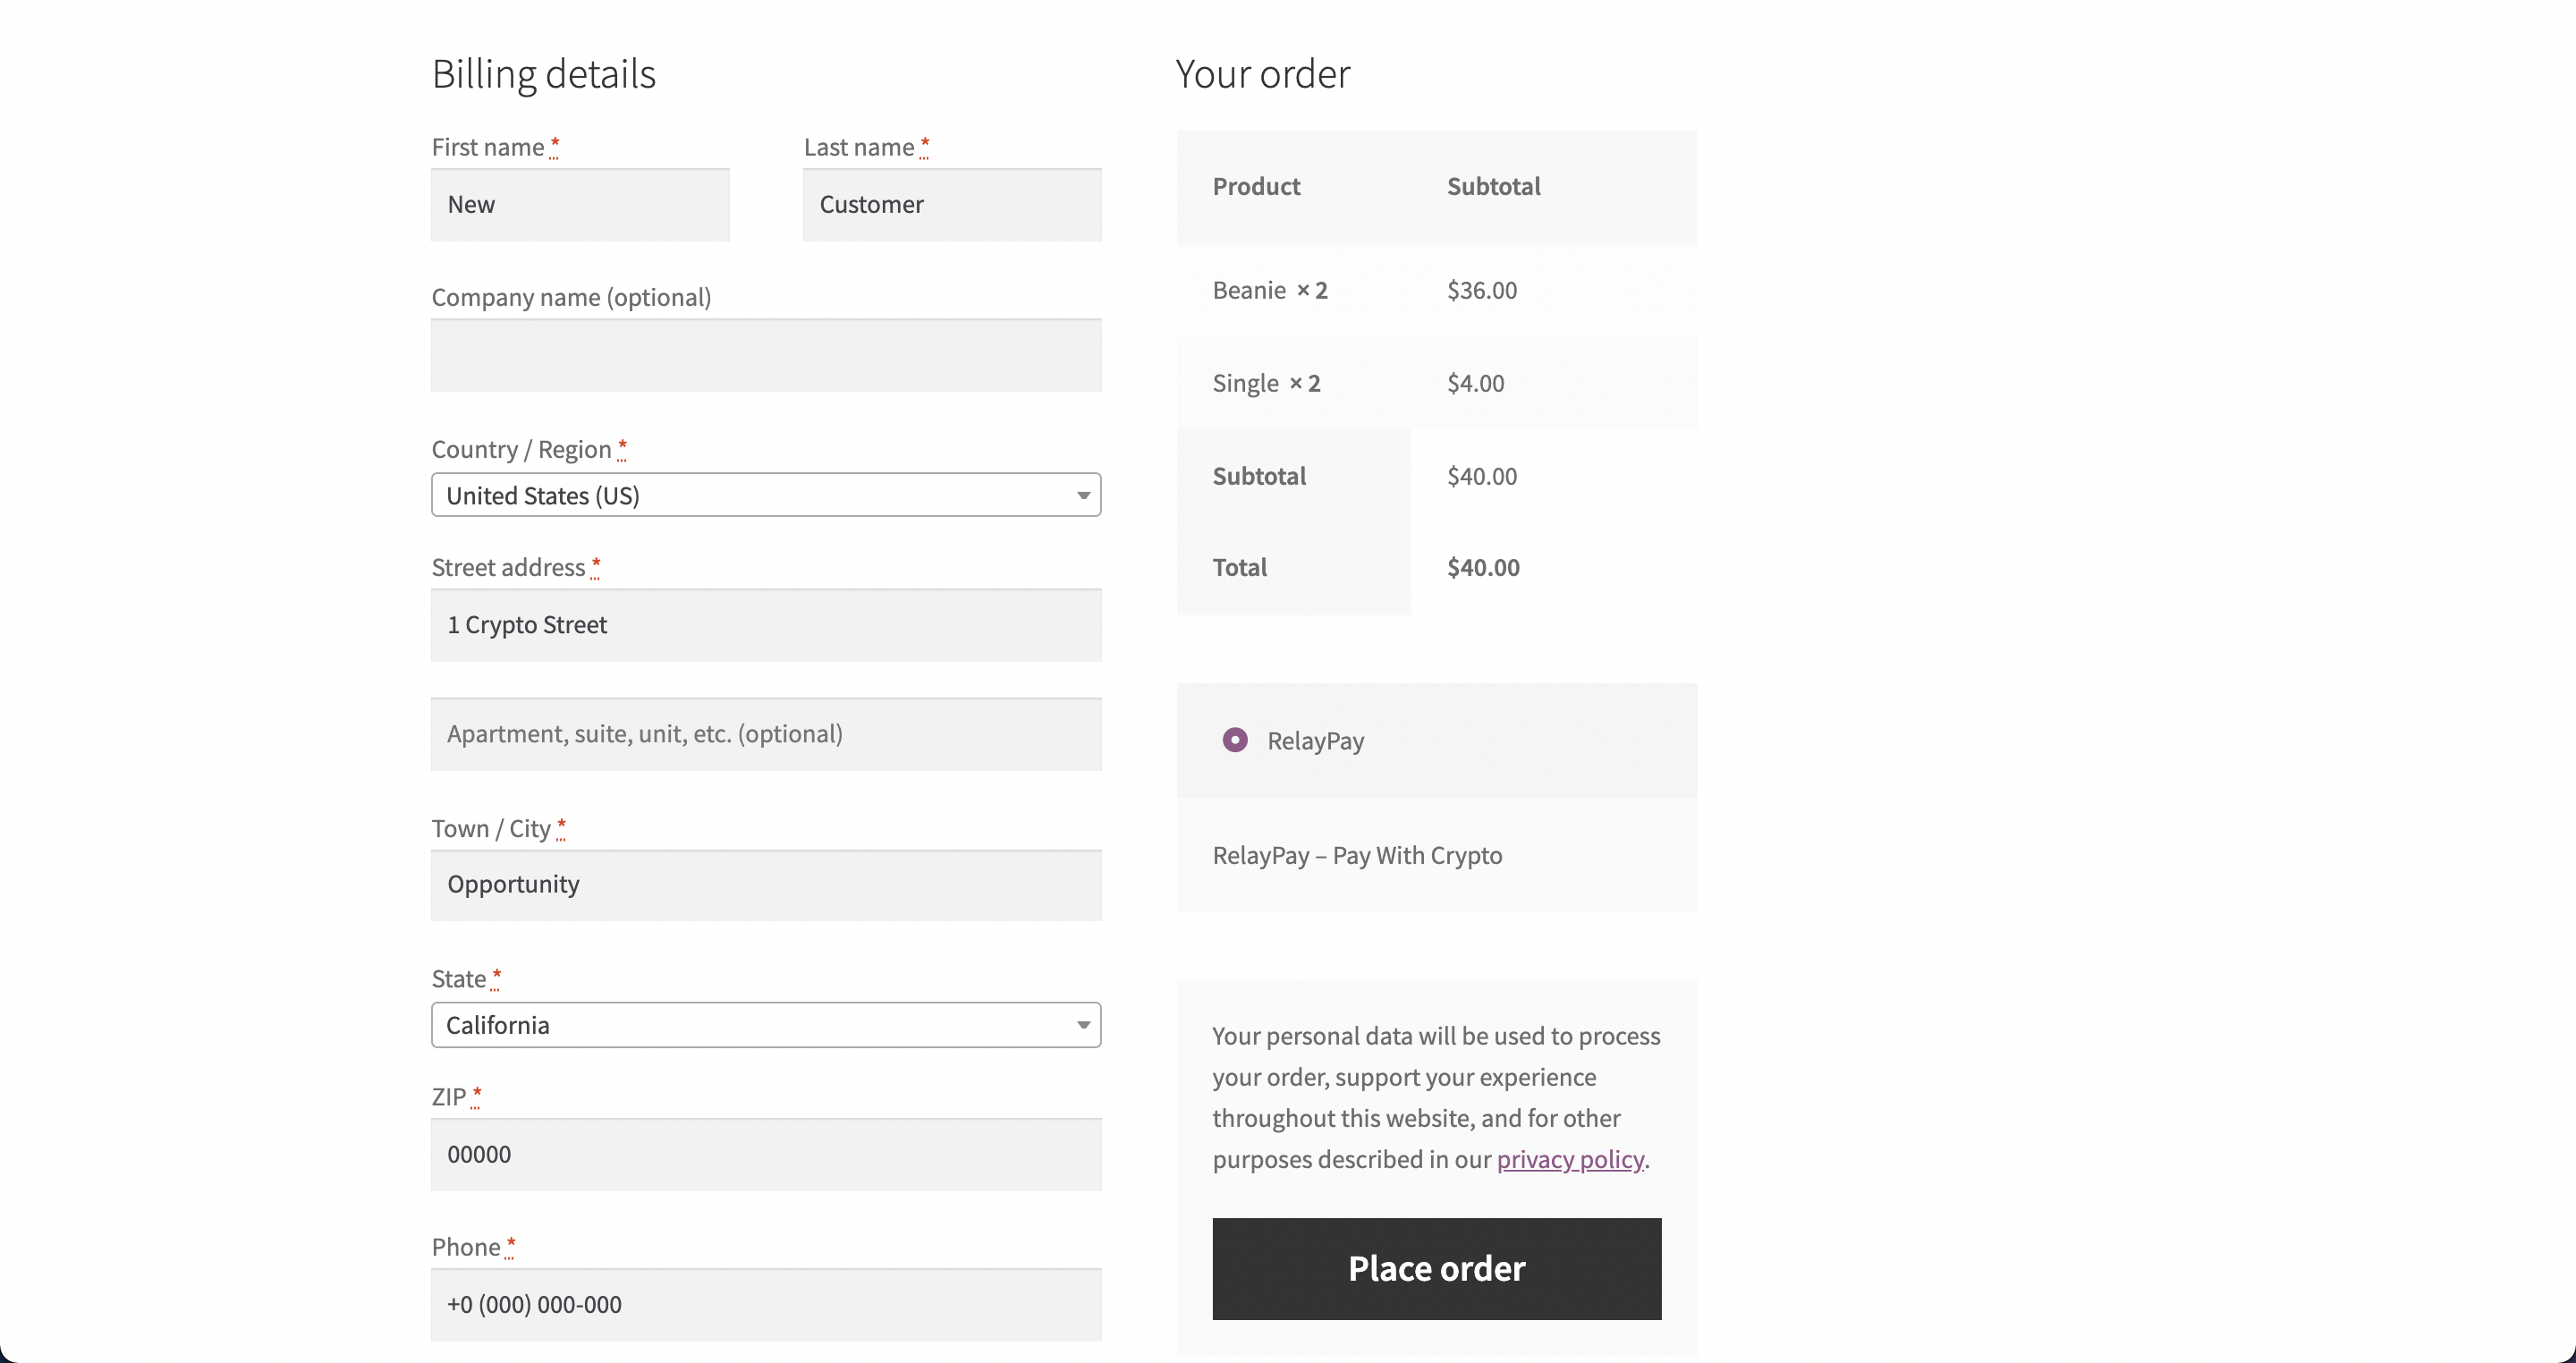 Billing details
First name *
Last name *
New
Customer
Company name (optional)
Country / Region *
United States (US)
Street address *
1 Crypto Street
Apartment, suite, unit, etc. (optional)
Town / City *
Opportunity
State *
California
ZIP *
00000
Phone *
+0 (000) 000-000
Your order
Product Subtotal
Beanie × 2 $36.00
Single × 2 $4.00
Subtotal $40.00
Total $40.00
RelayPay
RelayPay – Pay With Crypto
Your personal data will be used to process
your order, support your experience
throughout this website, and for other
purposes described in our privacy policy.
Place order